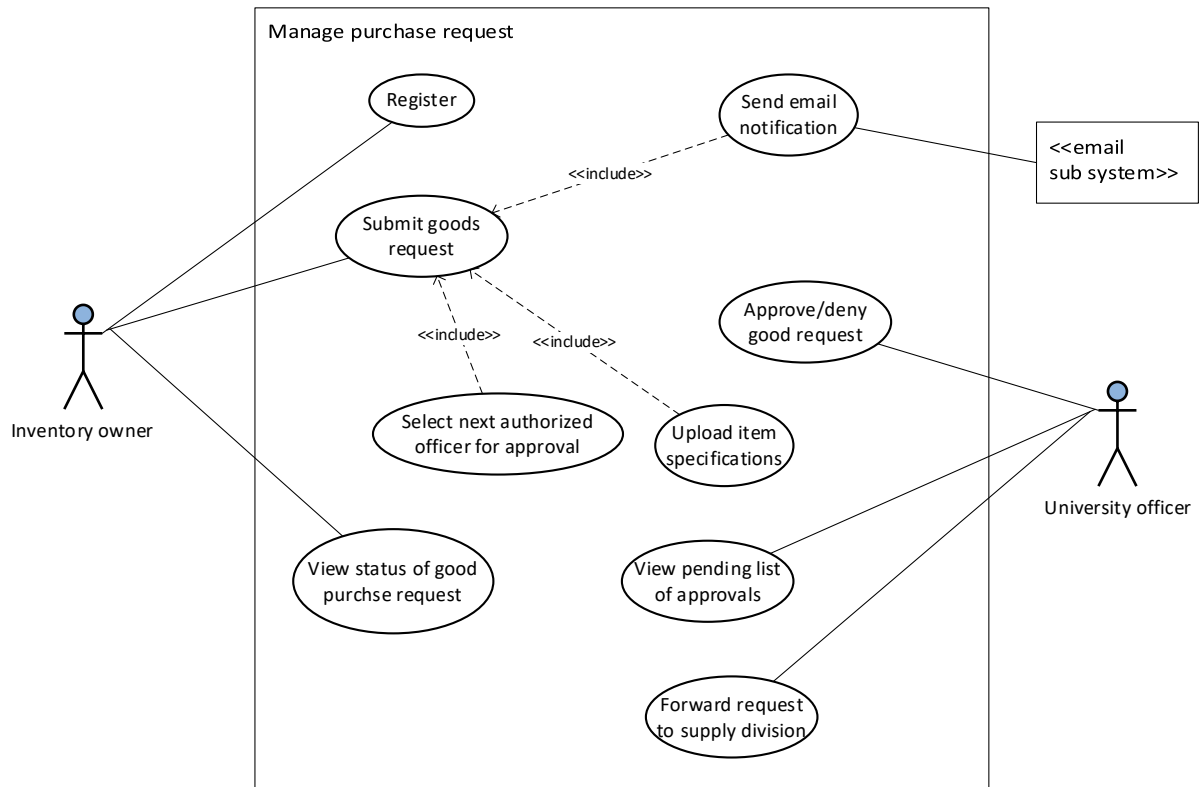 Manage purchase request
Register
Send email
notification
<<email
sub system>>
<<include>>
Submit goods
request
Approve/deny
good request
<<include>>
<<include>>
Select next authorized
officer for approval
Upload item
specifications
Inventory owner
University officer
View status of good
purchse request
View pending list
of approvals
Forward request
to supply division